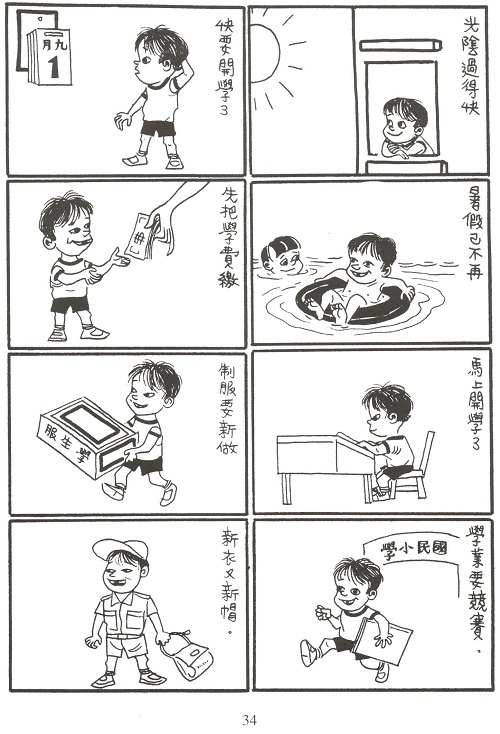 光陰過得快
暑假已不再
馬上開學了
學業要競賽。
國民小學
快要開學了
九月
1
先把學費繳
制服要新做
學生服
新衣又新帽。
34